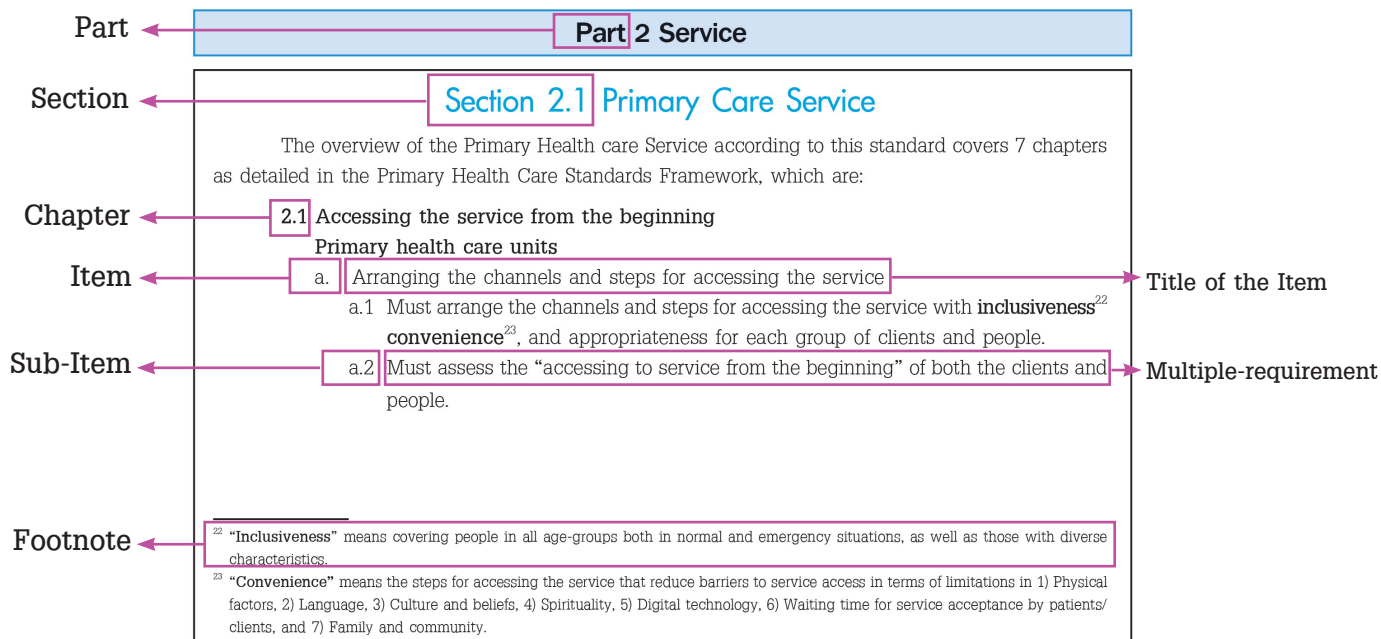 Part
Part 2 Service
Section
Section 2.1 Primary Care Service
The overview of the Primary Health care Service according to this standard covers 7 chapters
as detailed in the Primary Health Care Standards Framework, which are:
Chapter
2.1 Accessing the service from the beginning
Primary health care units
Item
a. Arranging the channels and steps for accessing the service
Title of the Item
a.1 Must arrange the channels and steps for accessing the service with inclusiveness22
convenience23, and appropriateness for each group of clients and people.
Sub-Item
a.2 Must assess the “accessing to service from the beginning” of both the clients and
Multiple-requirement
people.
Footnote
22 “Inclusiveness” means covering people in all age-groups both in normal and emergency situations, as well as those with diverse
characteristics.
23 “Convenience” means the steps for accessing the service that reduce barriers to service access in terms of limitations in 1) Physical
factors, 2) Language, 3) Culture and beliefs, 4) Spirituality, 5) Digital technology, 6) Waiting time for service acceptance by patients/
clients, and 7) Family and community.